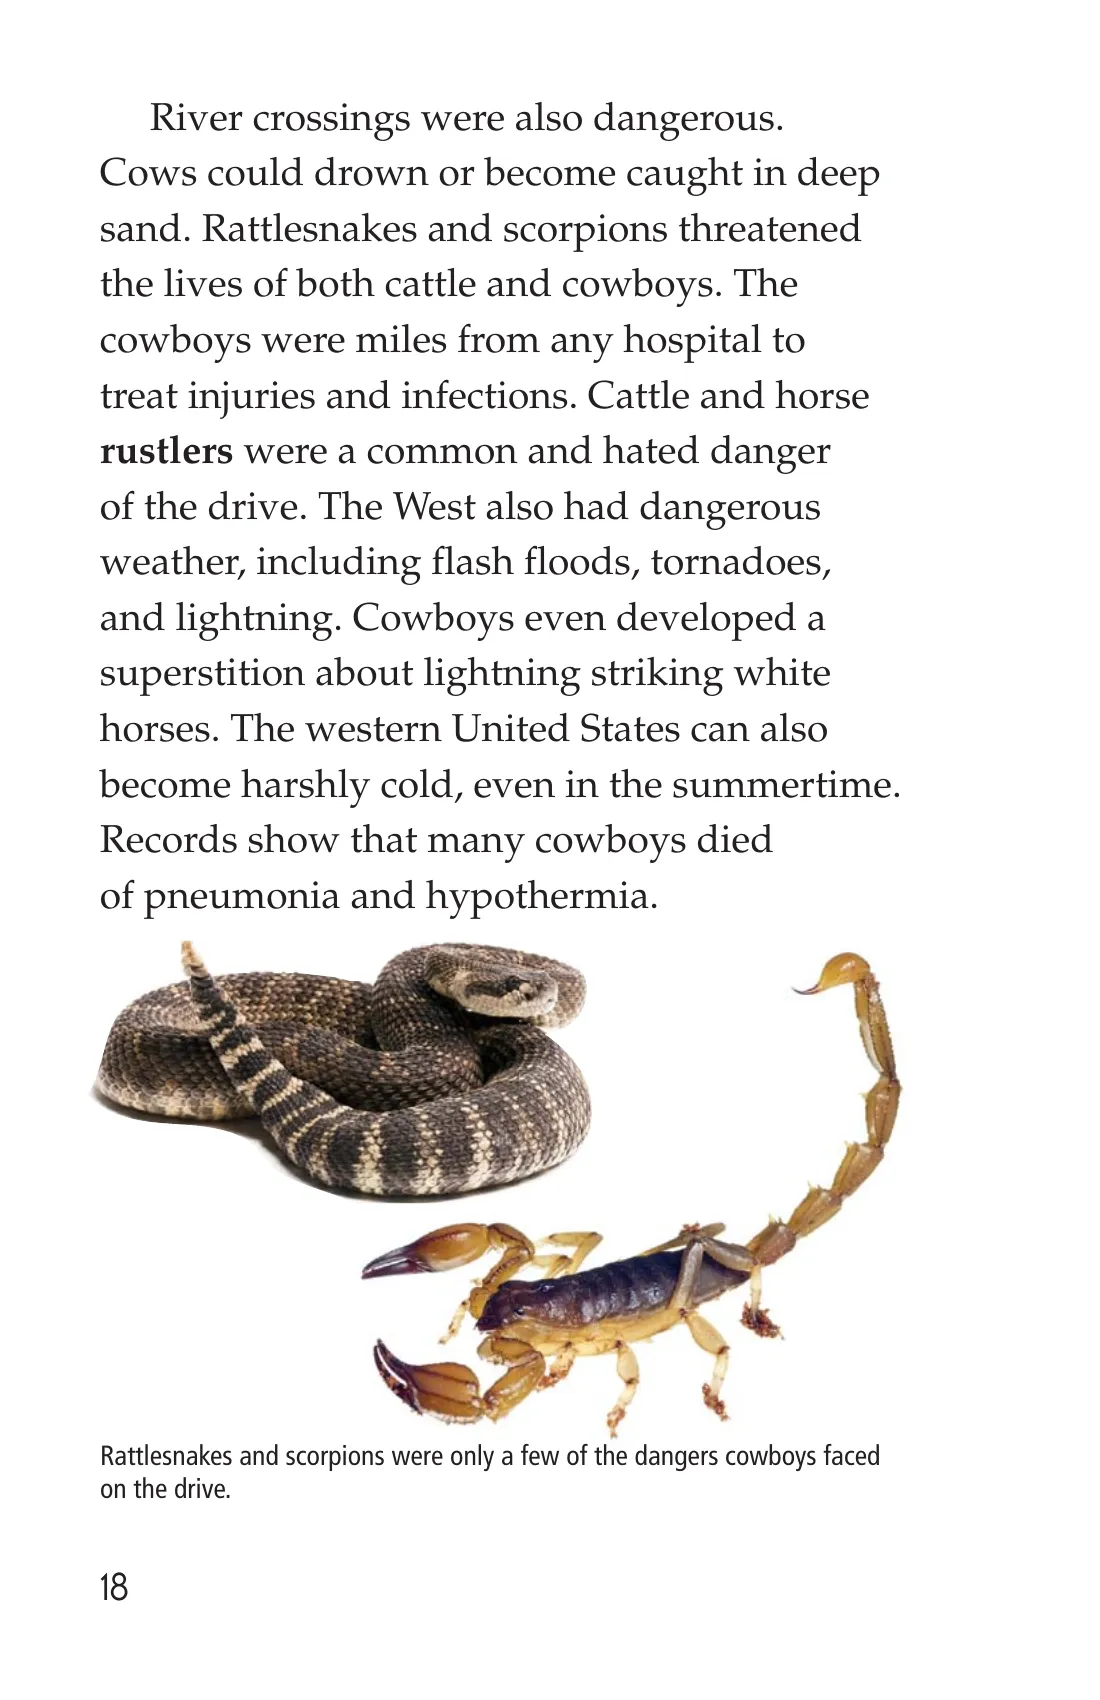 River crossings were also dangerous.
Cows could drown or become caught in deep
sand. Rattlesnakes and scorpions threatened
the lives of both cattle and cowboys. The
cowboys were miles from any hospital to
treat injuries and infections. Cattle and horse
rustlers were a common and hated danger
of the drive. The West also had dangerous
weather, including flash floods, tornadoes,
and lightning. Cowboys even developed a
superstition about lightning striking white
horses. The western United States can also
become harshly cold, even in the summertime.
Records show that many cowboys died
of pneumonia and hypothermia.
Rattlesnakes and scorpions were only a few of the dangers cowboys faced
on the drive.
18